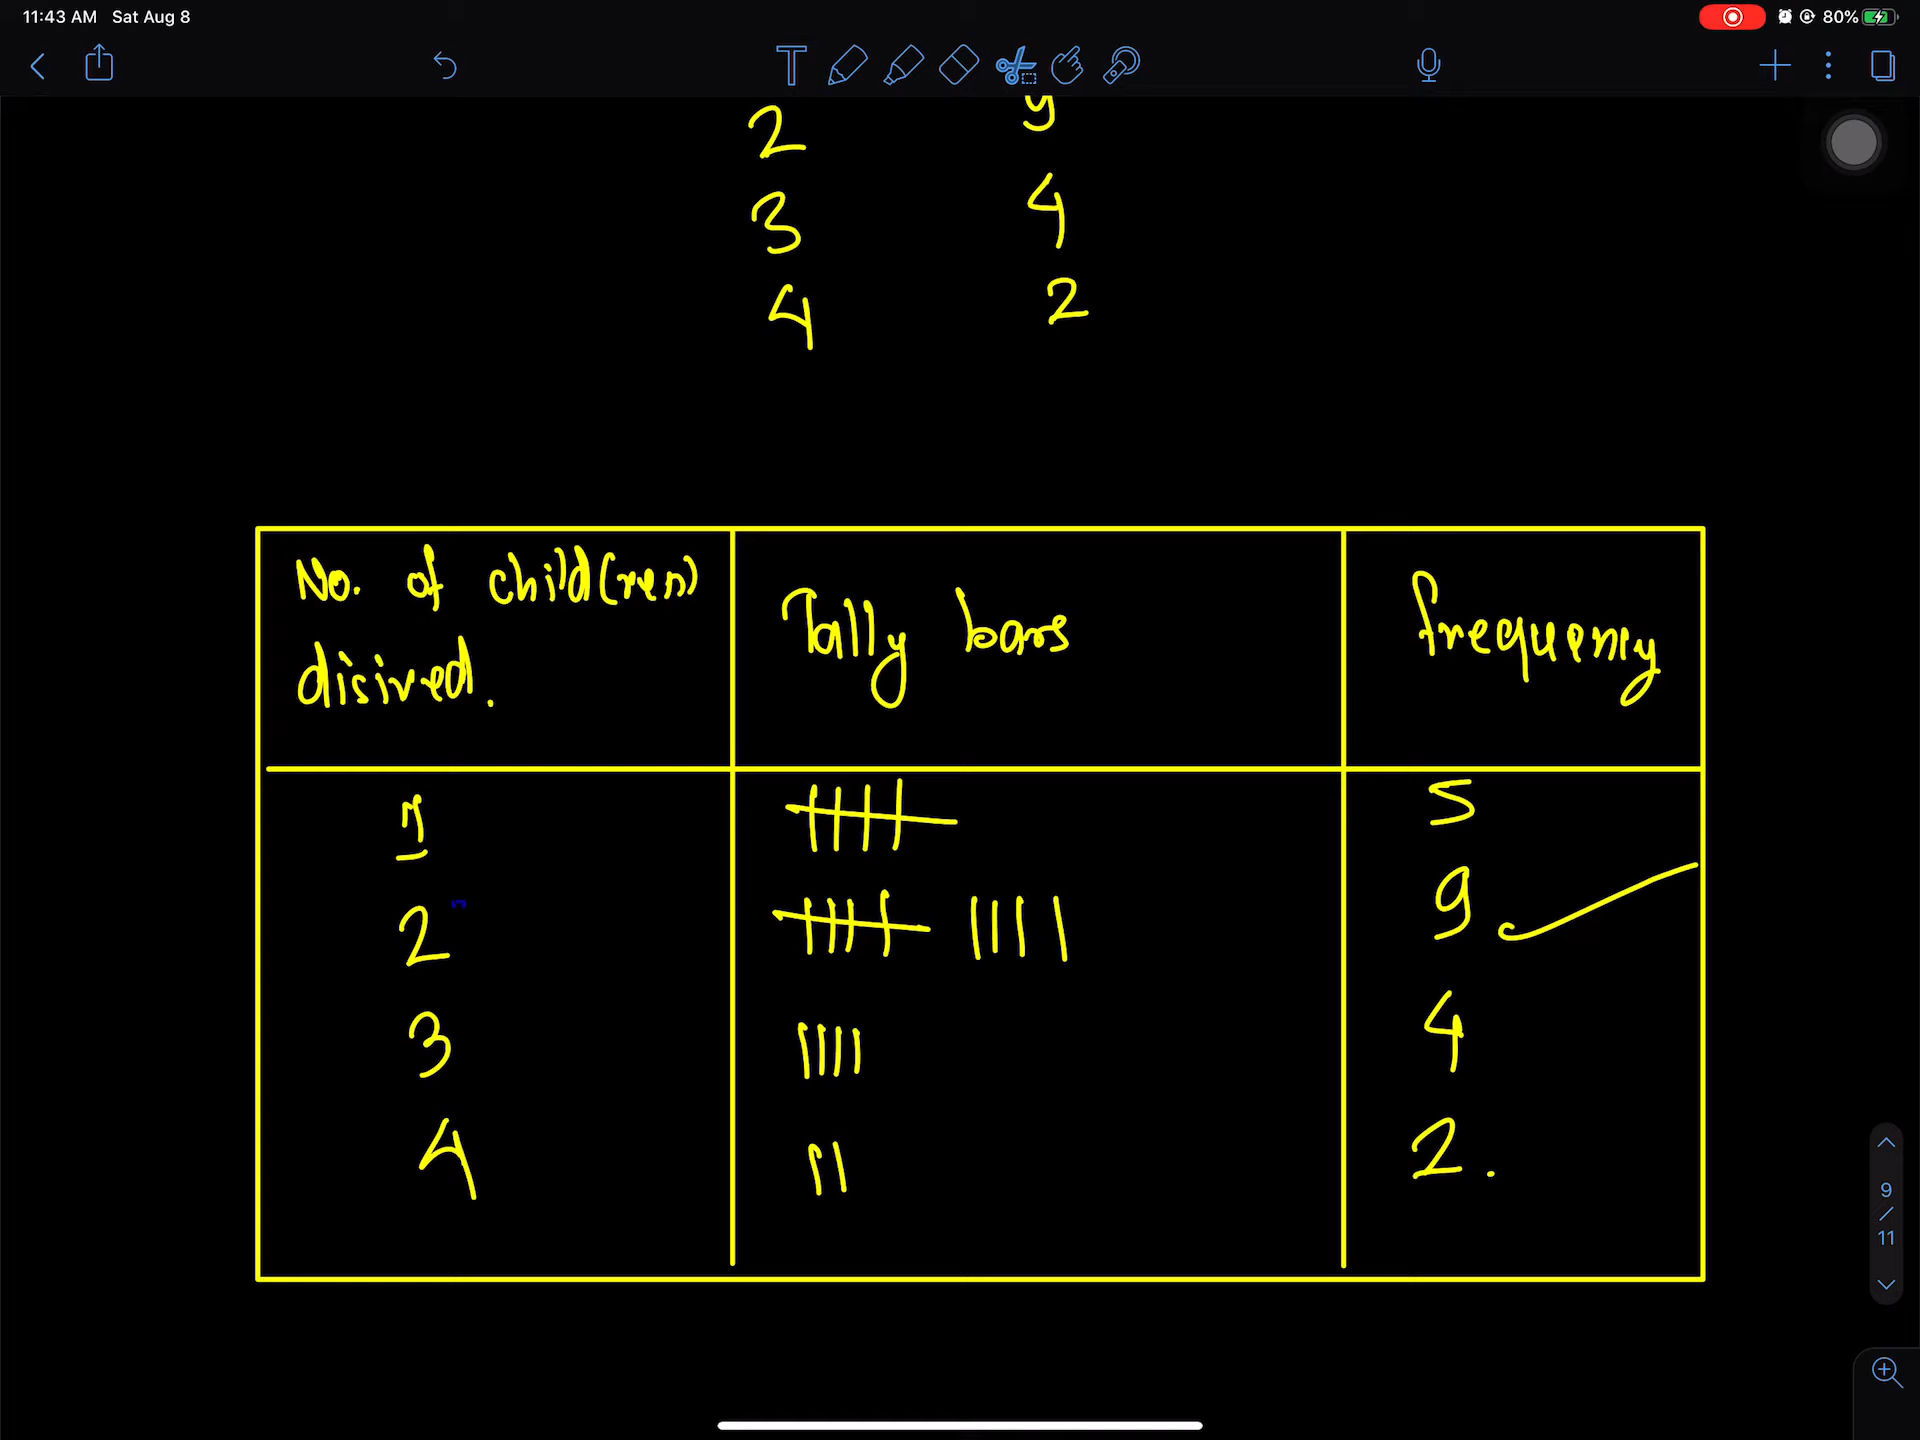 11:43 AM Sat Aug 8
80%
2 9
3 4
4 2
No. of child(ren) disired.
Tally bars
frequency
1 5
2 9
3 4
4 2.
9
/
11